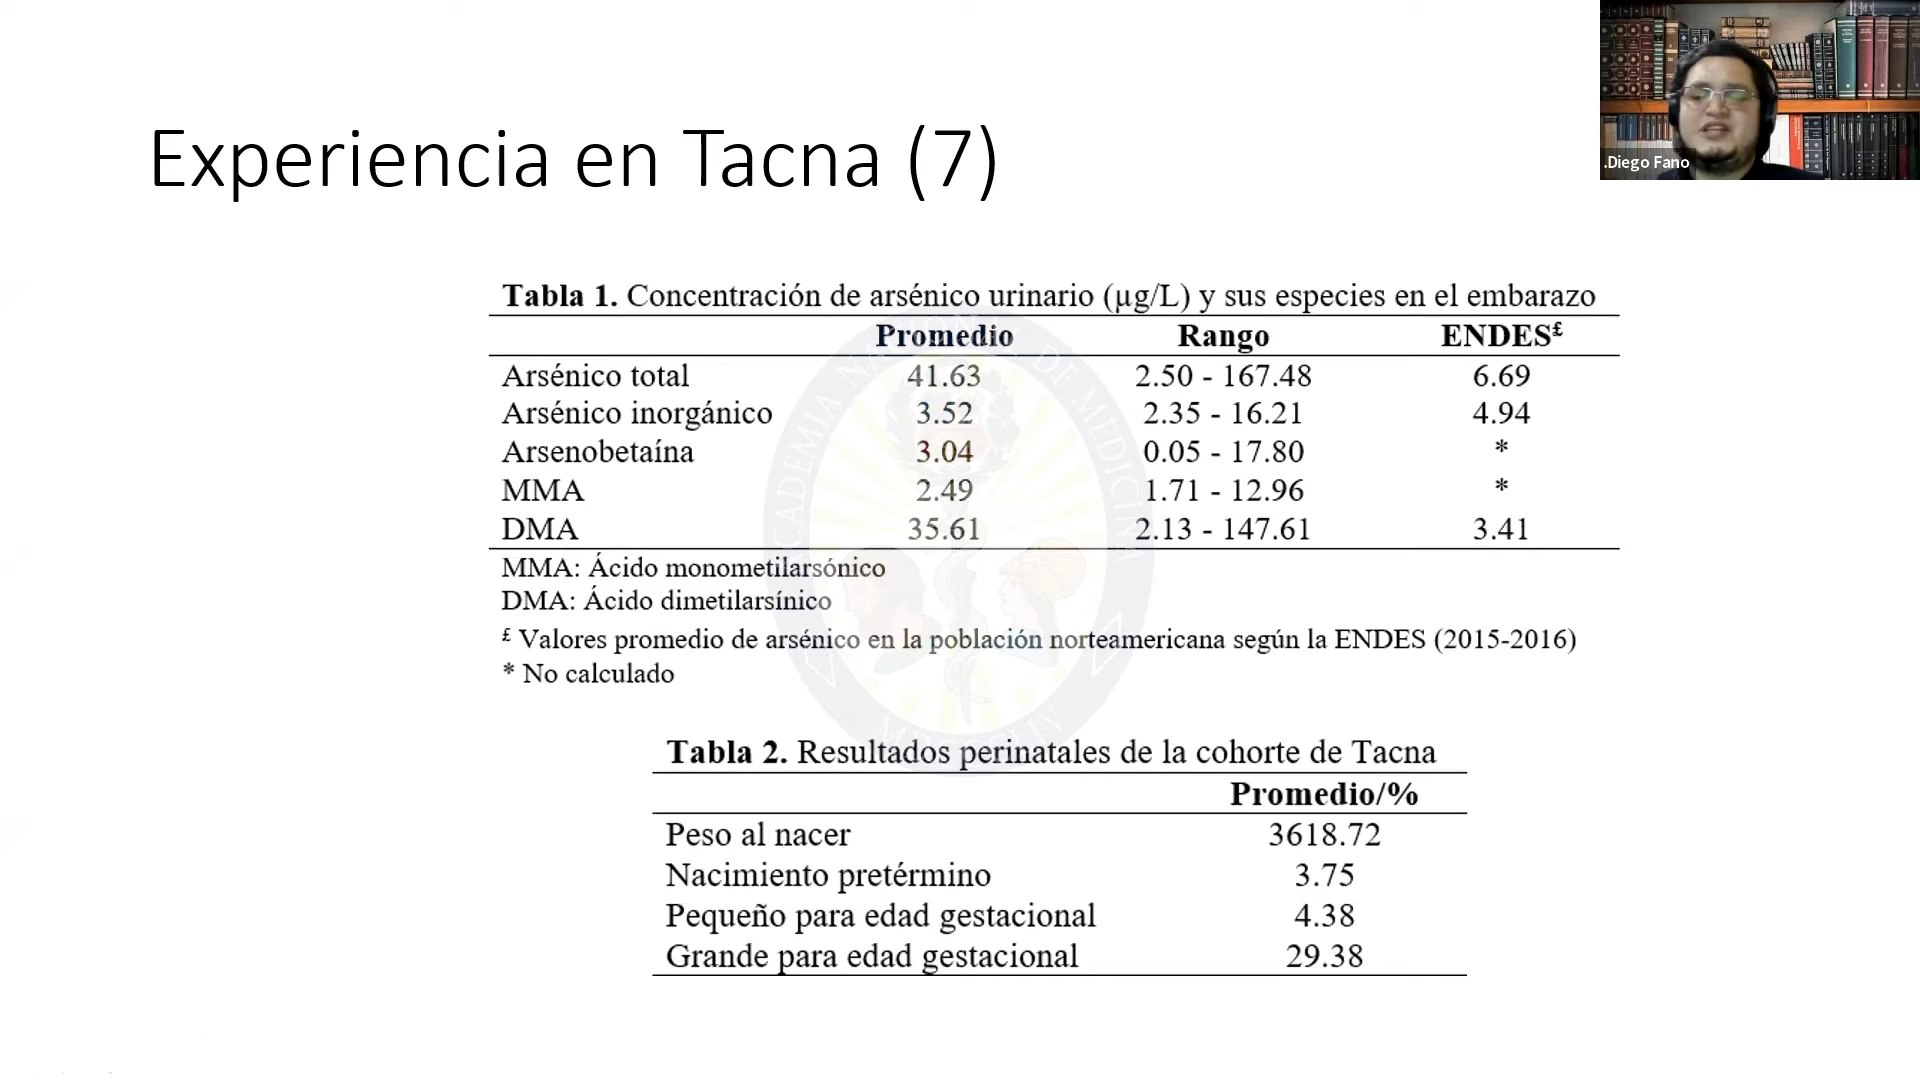 Experiencia en Tacna (7)
.Diego Fano
Tabla 1. Concentración de arsénico urinario (µg/L) y sus especies en el embarazo
Promedio Rango ENDES£
Arsénico total 41.63 2.50 - 167.48 6.69
Arsénico inorgánico 3.52 2.35 - 16.21 4.94
Arsenobetaína 3.04 0.05 - 17.80 *
MMA 2.49 1.71 - 12.96 *
DMA 35.61 2.13 - 147.61 3.41
MMA: Ácido monometilarsónico
DMA: Ácido dimetilarsínico
£ Valores promedio de arsénico en la población norteamericana según la ENDES (2015-2016)
* No calculado
Tabla 2. Resultados perinatales de la cohorte de Tacna
Promedio/%
Peso al nacer 3618.72
Nacimiento pretérmino 3.75
Pequeño para edad gestacional 4.38
Grande para edad gestacional 29.38
ACADEMIA NACIONAL DE MEDICINA